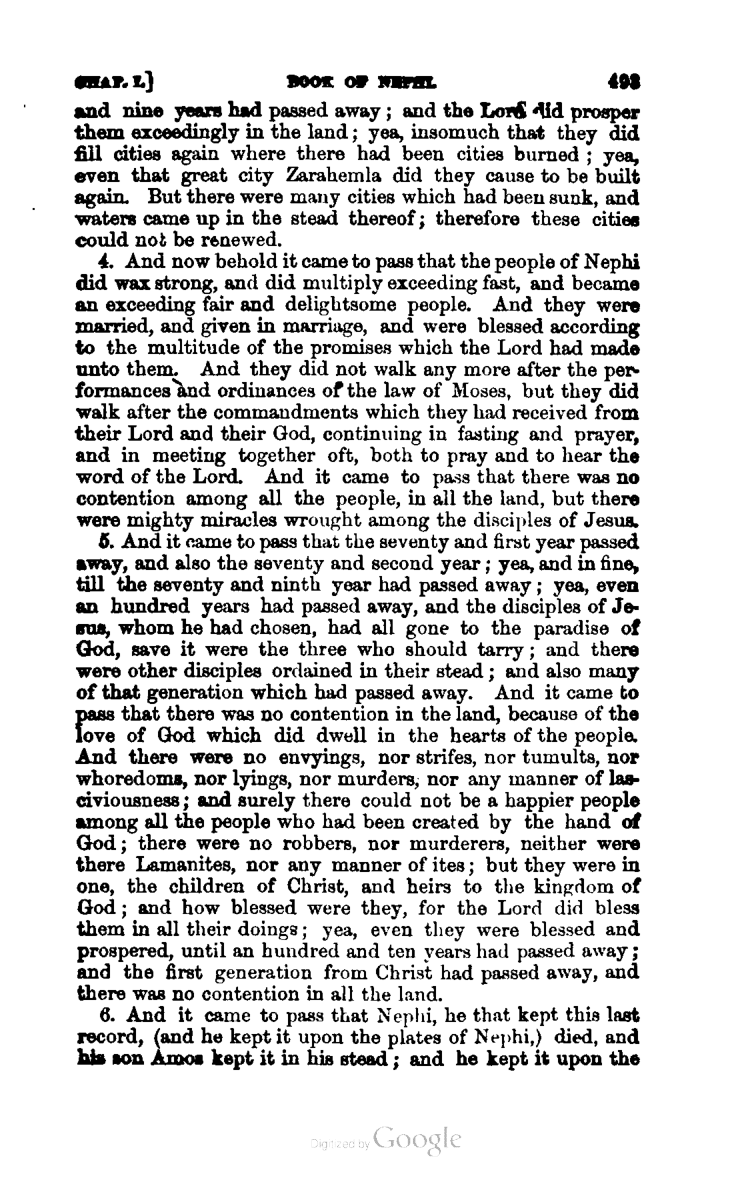 CHAP. I.] BOOK OF NEPHI. 493
and nine years had passed away; and the Lord did prosper
them exceedingly in the land; yea, insomuch that they did
fill cities again where there had been cities burned; yea,
even that great city Zarahemla did they cause to be built
again. But there were many cities which had been sunk, and
waters came up in the stead thereof; therefore these cities
could not be renewed.
4. And now behold it came to pass that the people of Nephi
did wax strong, and did multiply exceeding fast, and became
an exceeding fair and delightsome people. And they were
married, and given in marriage, and were blessed according
to the multitude of the promises which the Lord had made
unto them. And they did not walk any more after the per-
formances and ordinances of the law of Moses, but they did
walk after the commandments which they had received from
their Lord and their God, continuing in fasting and prayer,
and in meeting together oft, both to pray and to hear the
word of the Lord. And it came to pass that there was no
contention among all the people, in all the land, but there
were mighty miracles wrought among the disciples of Jesus.
5. And it came to pass that the seventy and first year passed
away, and also the seventy and second year; yea, and in fine,
till the seventy and ninth year had passed away; yea, even
an hundred years had passed away, and the disciples of Je-
sus, whom he had chosen, had all gone to the paradise of
God, save it were the three who should tarry; and there
were other disciples ordained in their stead; and also many
of that generation which had passed away. And it came to
pass that there was no contention in the land, because of the
love of God which did dwell in the hearts of the people.
And there were no envyings, nor strifes, nor tumults, nor
whoredoms, nor lyings, nor murders, nor any manner of las-
civiousness; and surely there could not be a happier people
among all the people who had been created by the hand of
God; there were no robbers, nor murderers, neither were
there Lamanites, nor any manner of ites; but they were in
one, the children of Christ, and heirs to the kingdom of
God; and how blessed were they, for the Lord did bless
them in all their doings; yea, even they were blessed and
prospered, until an hundred and ten years had passed away;
and the first generation from Christ had passed away, and
there was no contention in all the land.
6. And it came to pass that Nephi, he that kept this last
record, (and he kept it upon the plates of Nephi,) died, and
his son Amos kept it in his stead; and he kept it upon the
Digitized by Google